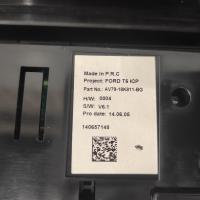 Made in P.R.C
Project: FORD T6 ICP
Part No.: AV79-18K811-BG
H/W: 0004
S/W: V6.1
Pro date: 14.06.05
140657148